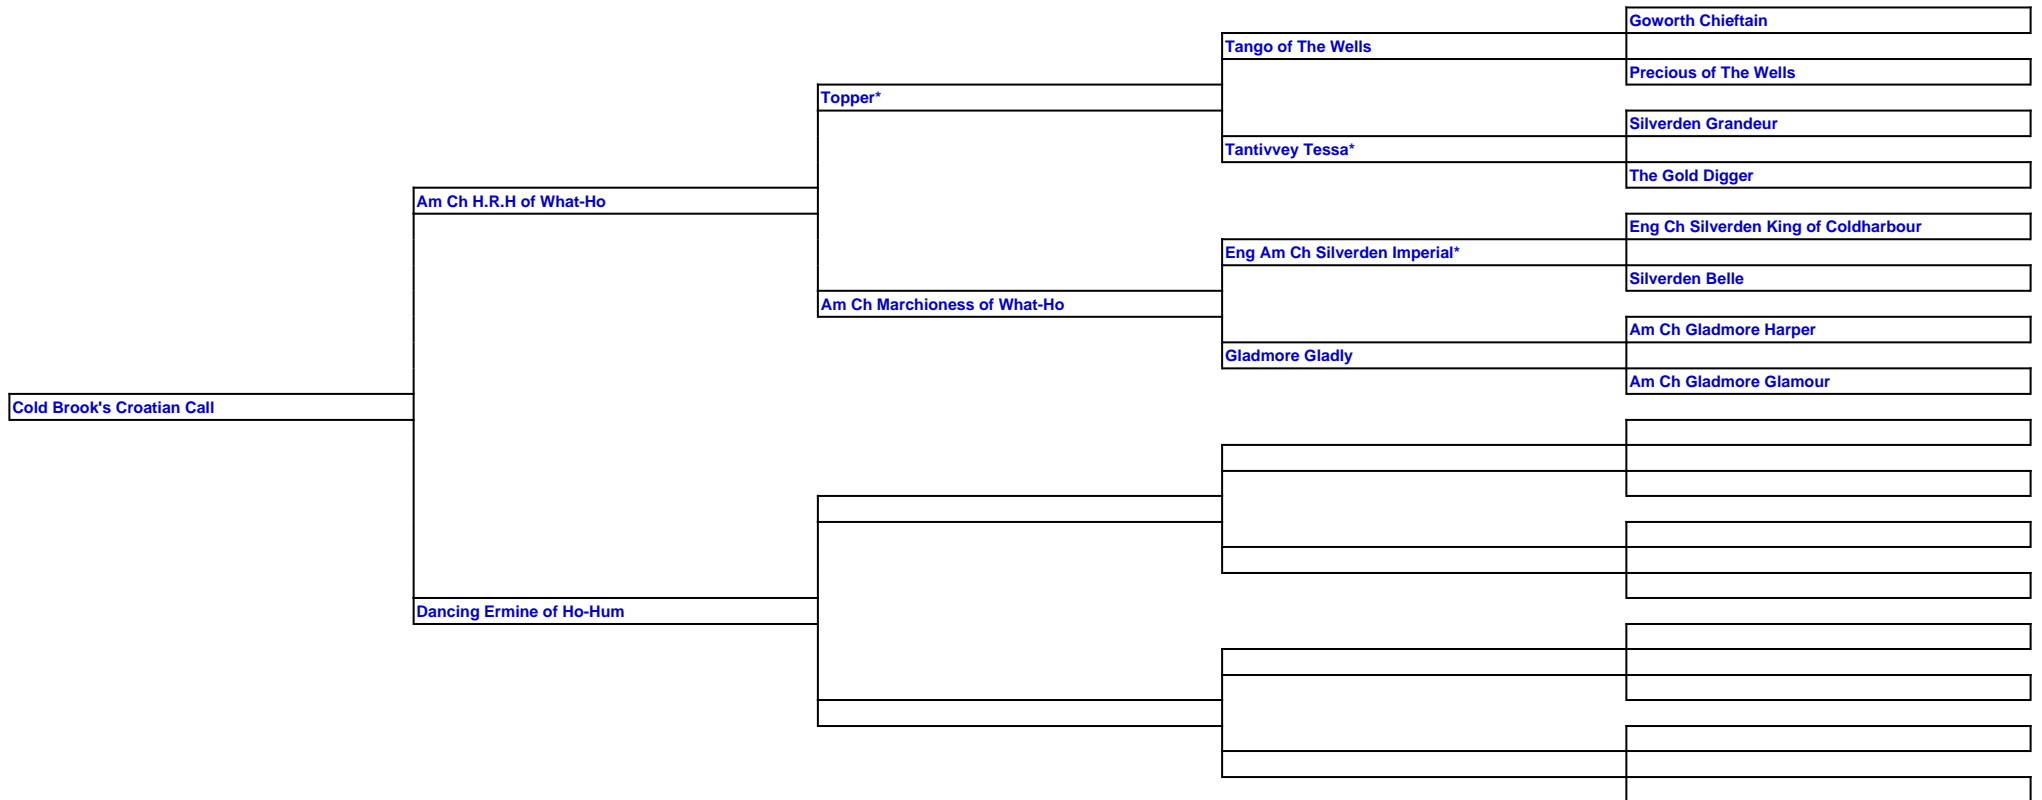 Goworth Chieftain
Tango of The Wells
Precious of The Wells
Topper*
Silverden Grandeur
Tantivvey Tessa*
The Gold Digger
Am Ch H.R.H of What-Ho
Eng Ch Silverden King of Coldharbour
Eng Am Ch Silverden Imperial*
Silverden Belle
Am Ch Marchioness of What-Ho
Am Ch Gladmore Harper
Gladmore Gladly
Am Ch Gladmore Glamour
Cold Brook's Croatian Call
Dancing Ermine of Ho-Hum